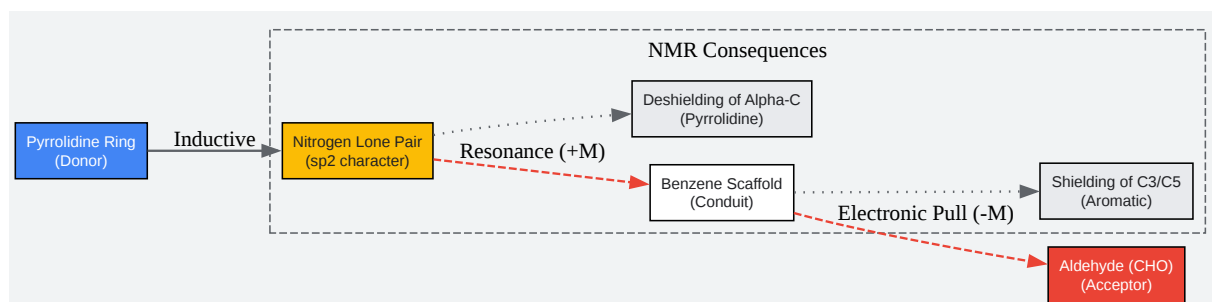 NMR Consequences
Deshielding of Alpha-C
(Pyrrolidine)
Pyrrolidine Ring
(Donor)
Inductive
Nitrogen Lone Pair
(sp2 character)
Resonance (+M)
Benzene Scaffold
(Conduit)
Shielding of C3/C5
(Aromatic)
Electronic Pull (-M)
Aldehyde (CHO)
(Acceptor)